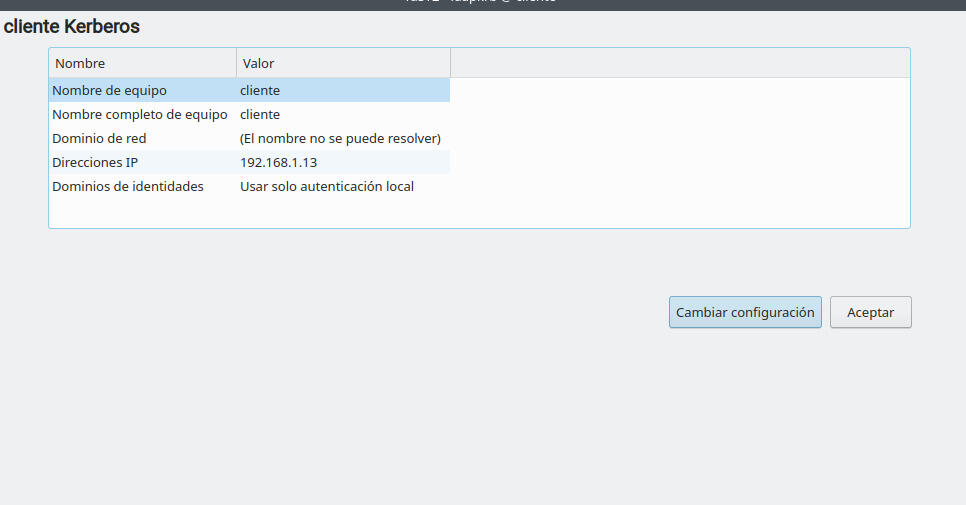 cliente Kerberos
Nombre Valor
Nombre de equipo cliente
Nombre completo de equipo cliente
Dominio de red (El nombre no se puede resolver)
Direcciones IP 192.168.1.13
Dominios de identidades Usar solo autenticación local
Cambiar configuración Aceptar